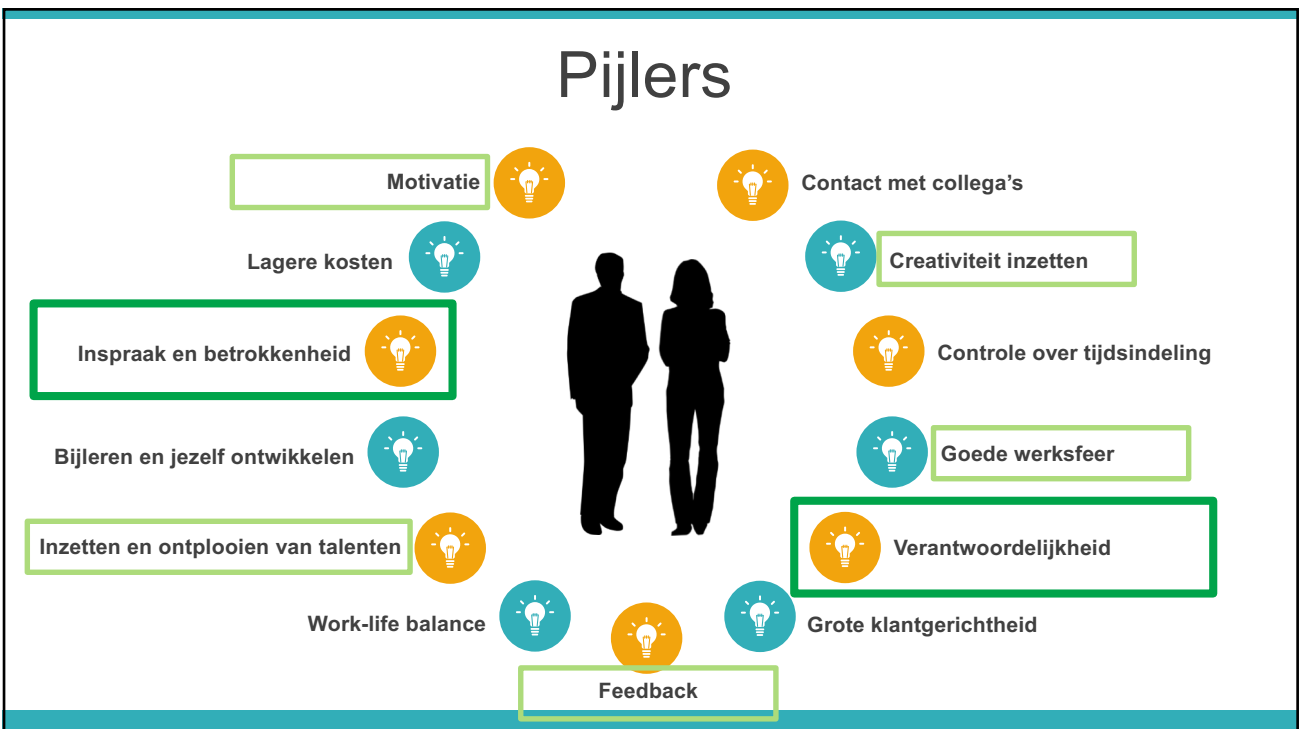 Pijlers
Motivatie
Contact met collega's
Lagere kosten
Creativiteit inzetten
Inspraak en betrokkenheid
Controle over tijdsindeling
Bijleren en jezelf ontwikkelen
Goede werksfeer
Inzetten en ontplooien van talenten
Verantwoordelijkheid
Work-life balance
Grote klantgerichtheid
Feedback